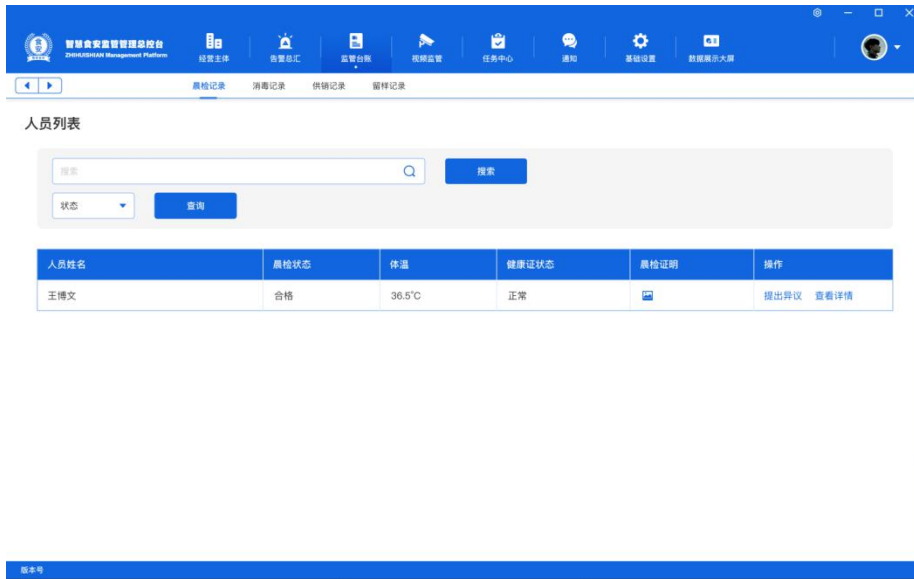 智慧食安监管管理总控台
ZHIHUISHIAN Management Platform
经营主体 告警总汇 监管台账 视频监管 任务中心 通知 基础设置 数据展示大屏
晨检记录 消毒记录 供销记录 留样记录
人员列表
搜索 搜索
状态 查询
人员姓名 晨检状态 体温 健康证状态 晨检证明 操作
王博文 合格 36.5°C 正常 提出异议 查看详情
版本号